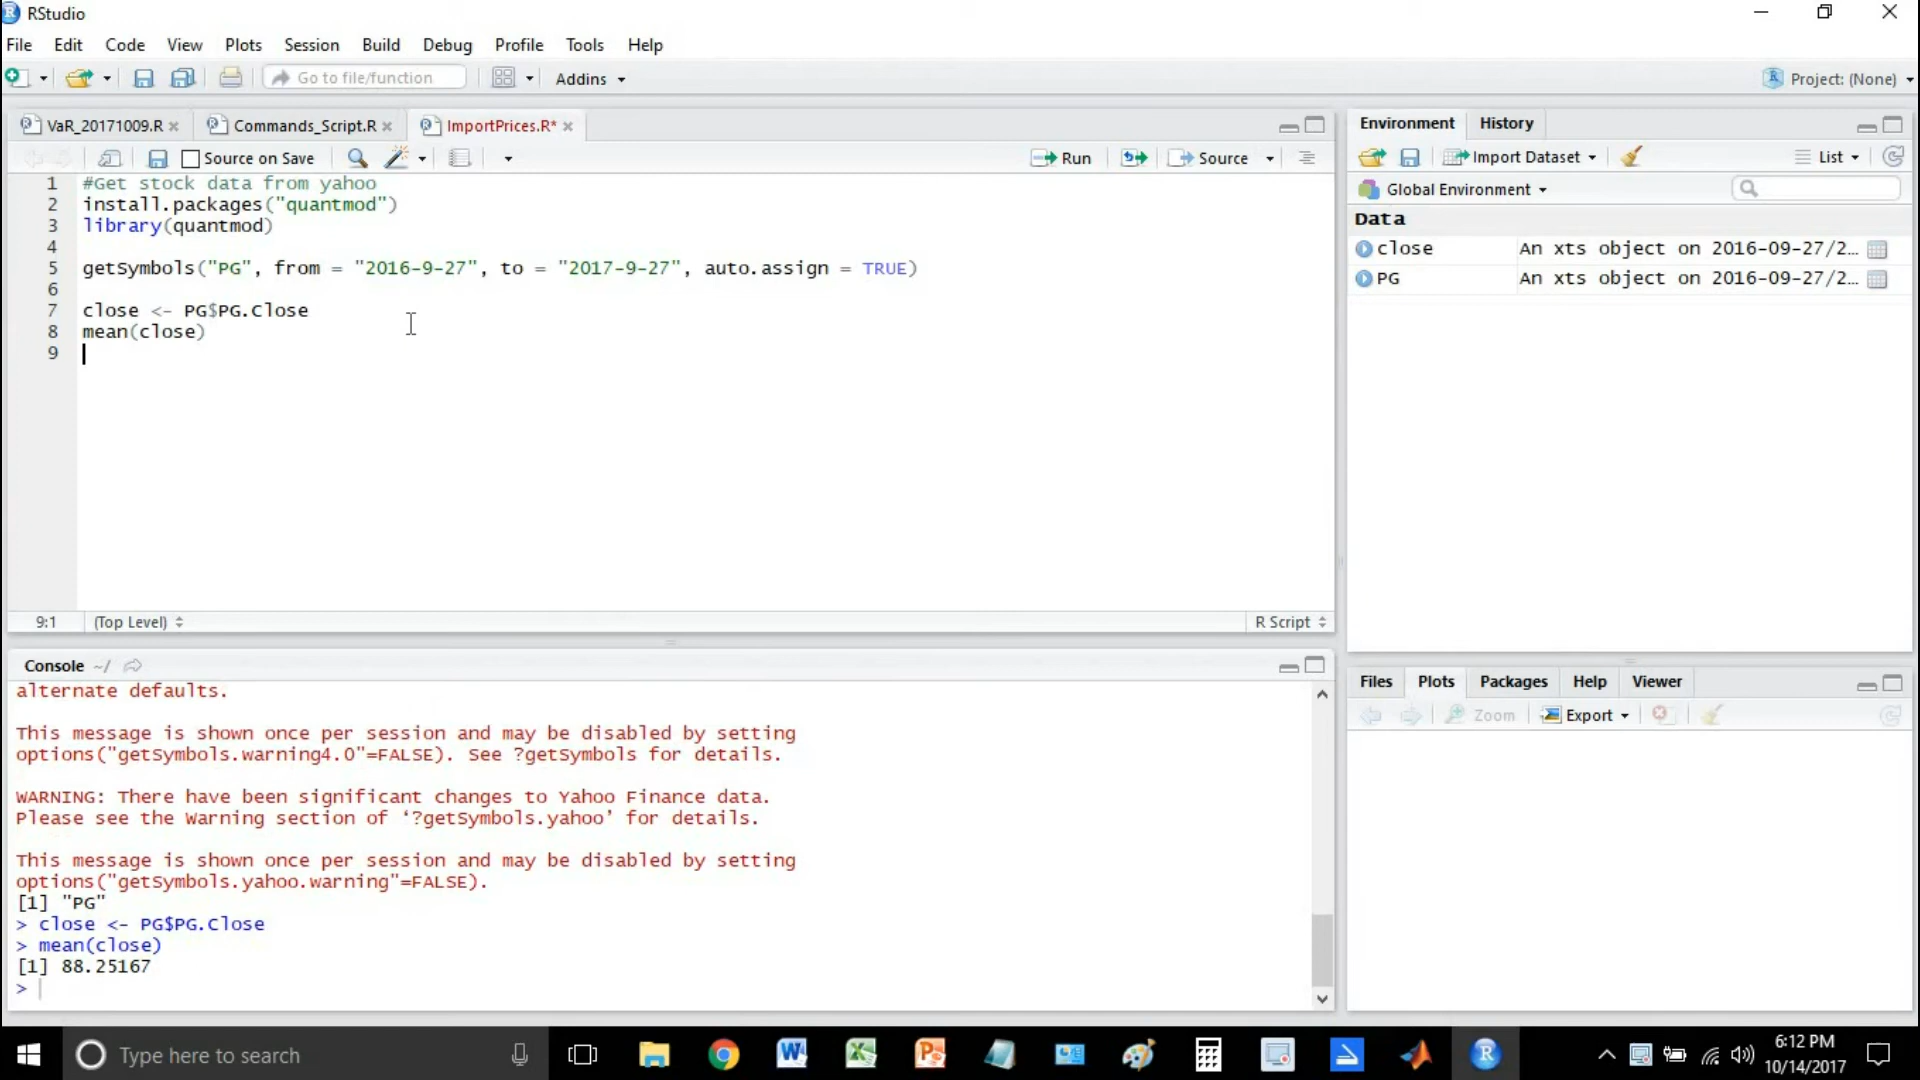 RStudio
File Edit Code View Plots Session Build Debug Profile Tools Help
Go to file/function Addins Project: (None)
VaR_20171009.R Commands_Script.R ImportPrices.R*
Source on Save Run Source
1 #Get stock data from yahoo
2 install.packages("quantmod")
3 library(quantmod)
4
5 getSymbols("PG", from = "2016-9-27", to = "2017-9-27", auto.assign = TRUE)
6
7 close <- PG$PG.Close
8 mean(close)
9
9:1 (Top Level) R Script
Console ~/
alternate defaults.
This message is shown once per session and may be disabled by setting
options("getSymbols.warning4.0"=FALSE). See ?getSymbols for details.
WARNING: There have been significant changes to Yahoo Finance data.
Please see the Warning section of ‘?getSymbols.yahoo’ for details.
This message is shown once per session and may be disabled by setting
options("getSymbols.yahoo.warning"=FALSE).
[1] "PG"
> close <- PG$PG.Close
> mean(close)
[1] 88.25167
>
Environment History
Import Dataset List
Global Environment
Data
close An xts object on 2016-09-27/2…
PG An xts object on 2016-09-27/2…
Files Plots Packages Help Viewer
Zoom Export
Type here to search
6:12 PM
10/14/2017